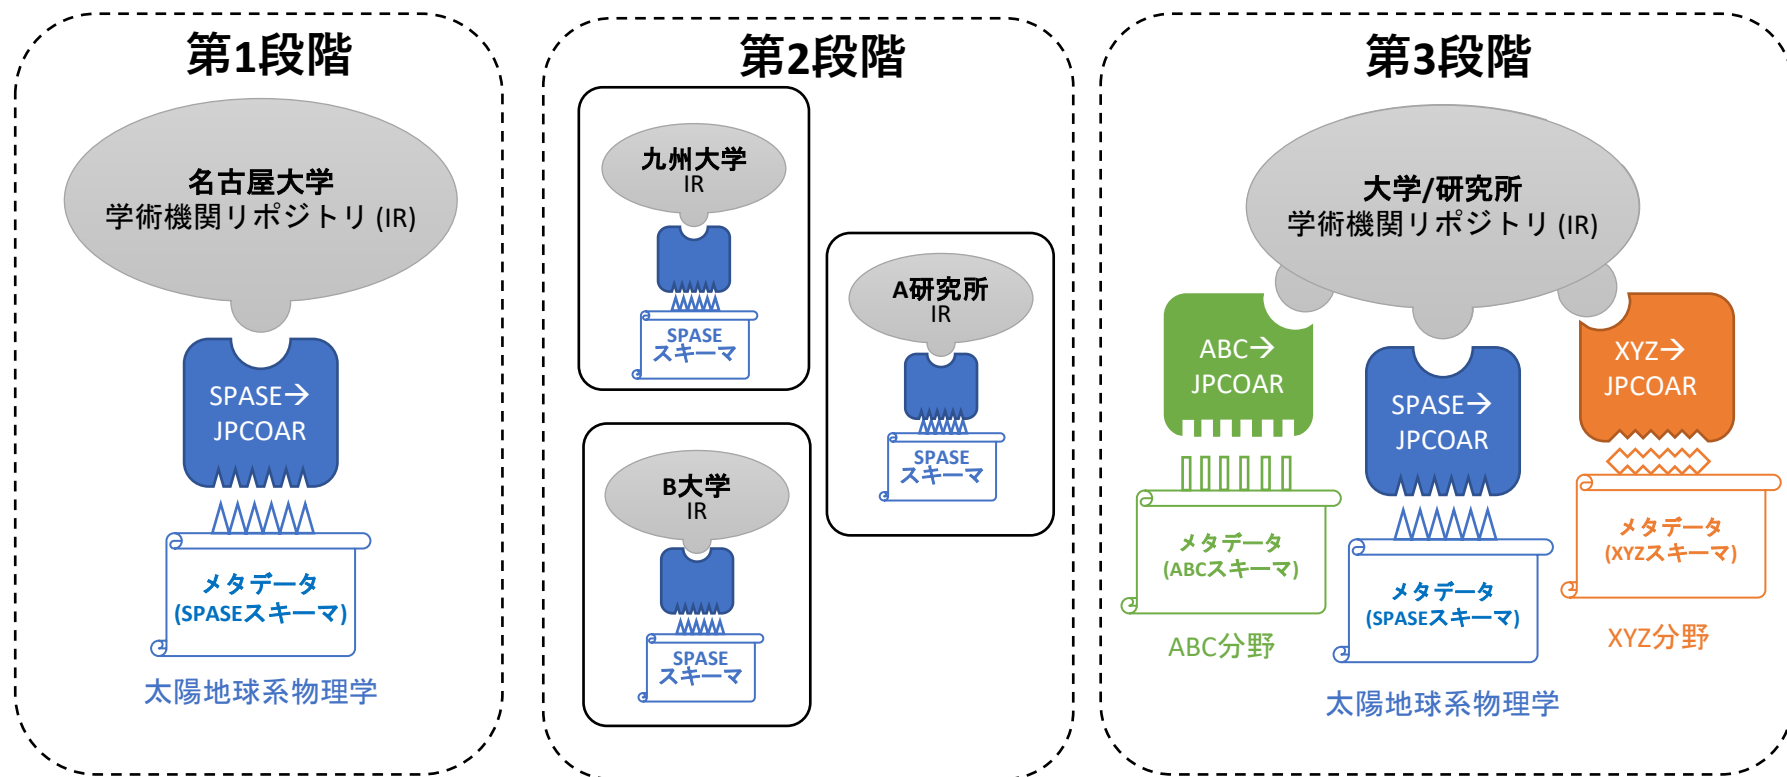 第1段階
名古屋大学
学術機関リポジトリ (IR)
SPASE→
JPCOAR
メタデータ
(SPASEスキーマ)
太陽地球系物理学
第2段階
九州大学
IR
SPASE
スキーマ
A研究所
IR
SPASE
スキーマ
B大学
IR
SPASE
スキーマ
第3段階
大学/研究所
学術機関リポジトリ (IR)
ABC→
JPCOAR
メタデータ
(ABCスキーマ)
ABC分野
SPASE→
JPCOAR
メタデータ
(SPASEスキーマ)
太陽地球系物理学
XYZ→
JPCOAR
メタデータ
(XYZスキーマ)
XYZ分野